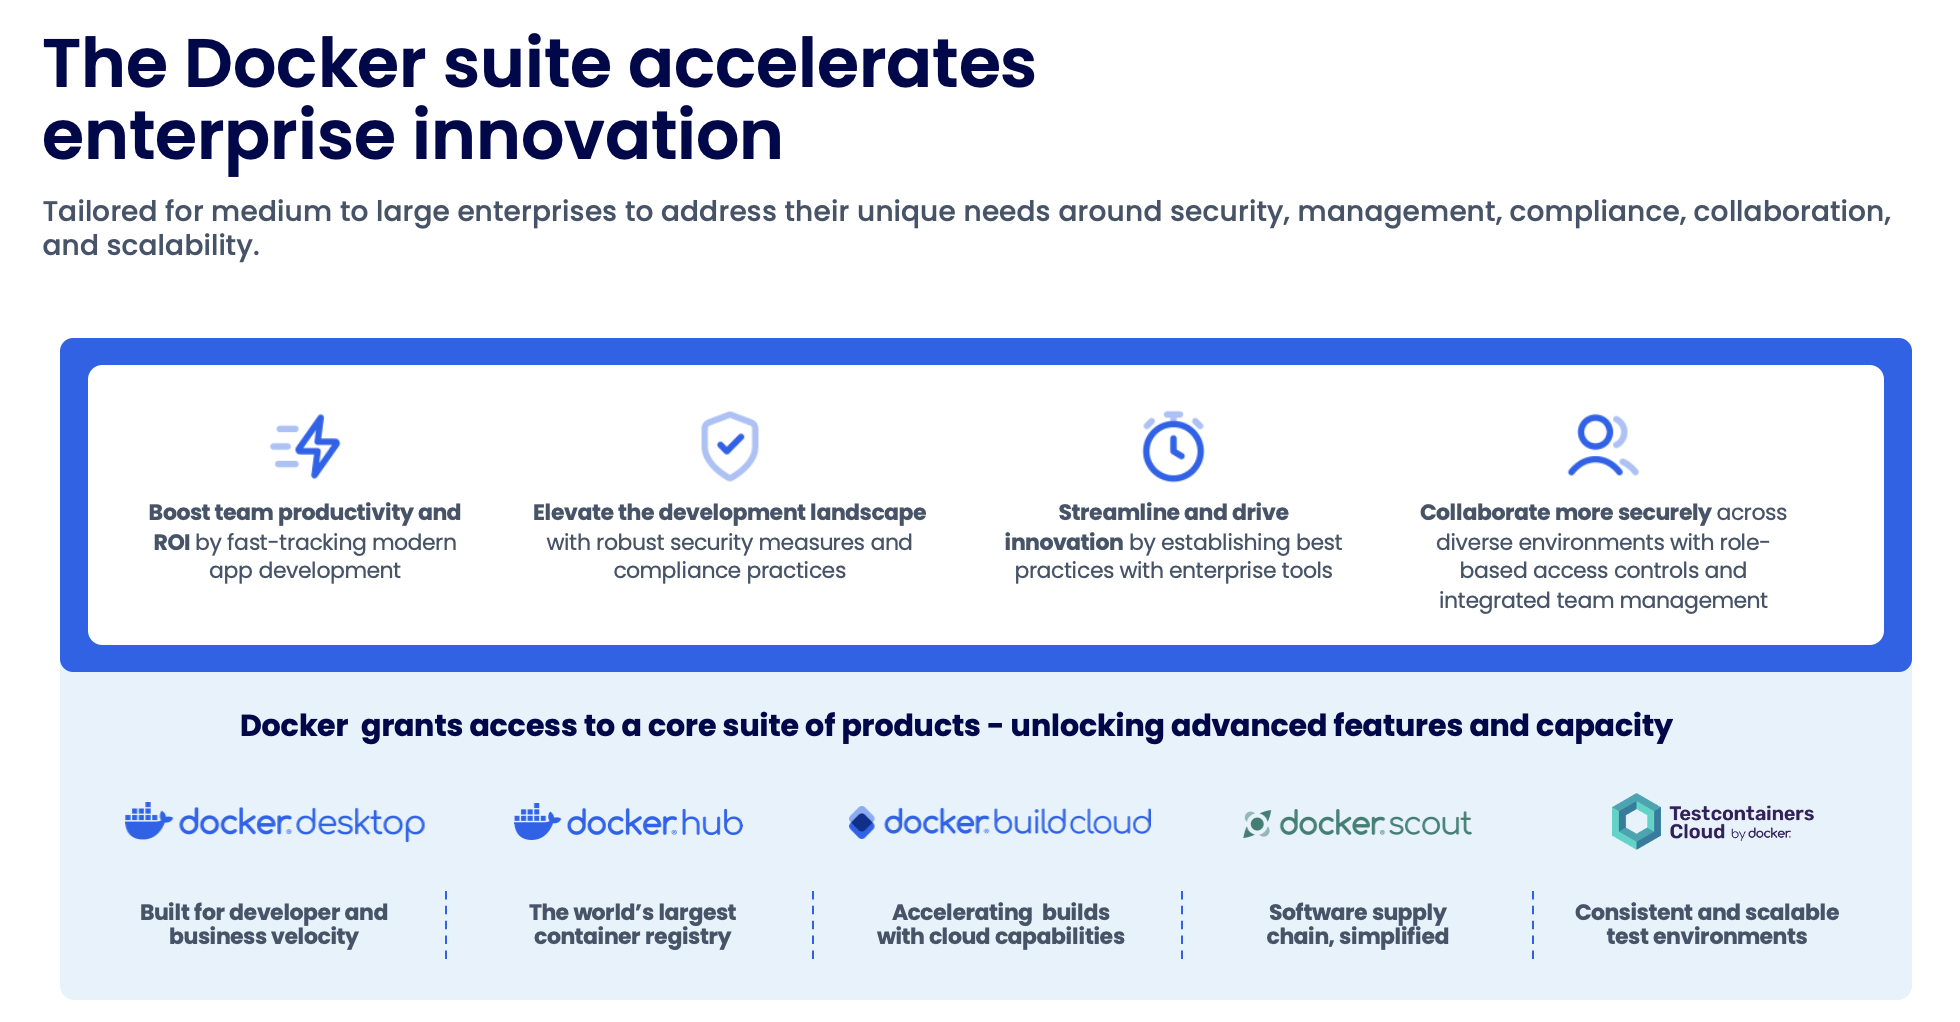 The Docker suite accelerates
enterprise innovation
Tailored for medium to large enterprises to address their unique needs around security, management, compliance, collaboration,
and scalability.
Boost team productivity and
ROI by fast-tracking modern
app development
Elevate the development landscape
with robust security measures and
compliance practices
Streamline and drive
innovation by establishing best
practices with enterprise tools
Collaborate more securely across
diverse environments with role-
based access controls and
integrated team management
Docker  grants access to a core suite of products - unlocking advanced features and capacity
docker.desktop
docker.hub
docker.build cloud
docker.scout
Testcontainers
Cloud by docker.
Built for developer and
business velocity
The world’s largest
container registry
Accelerating  builds
with cloud capabilities
Software supply
chain, simplified
Consistent and scalable
test environments